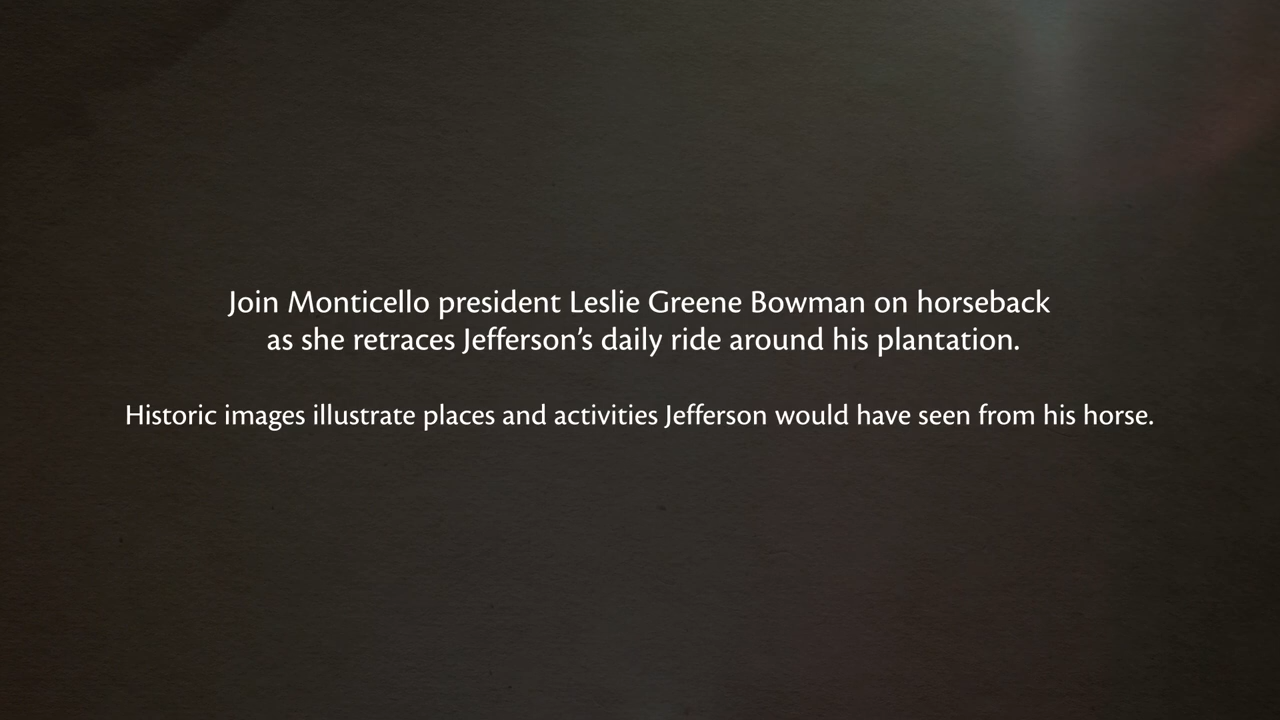 Join Monticello president Leslie Greene Bowman on horseback
as she retraces Jefferson’s daily ride around his plantation.
Historic images illustrate places and activities Jefferson would have seen from his horse.